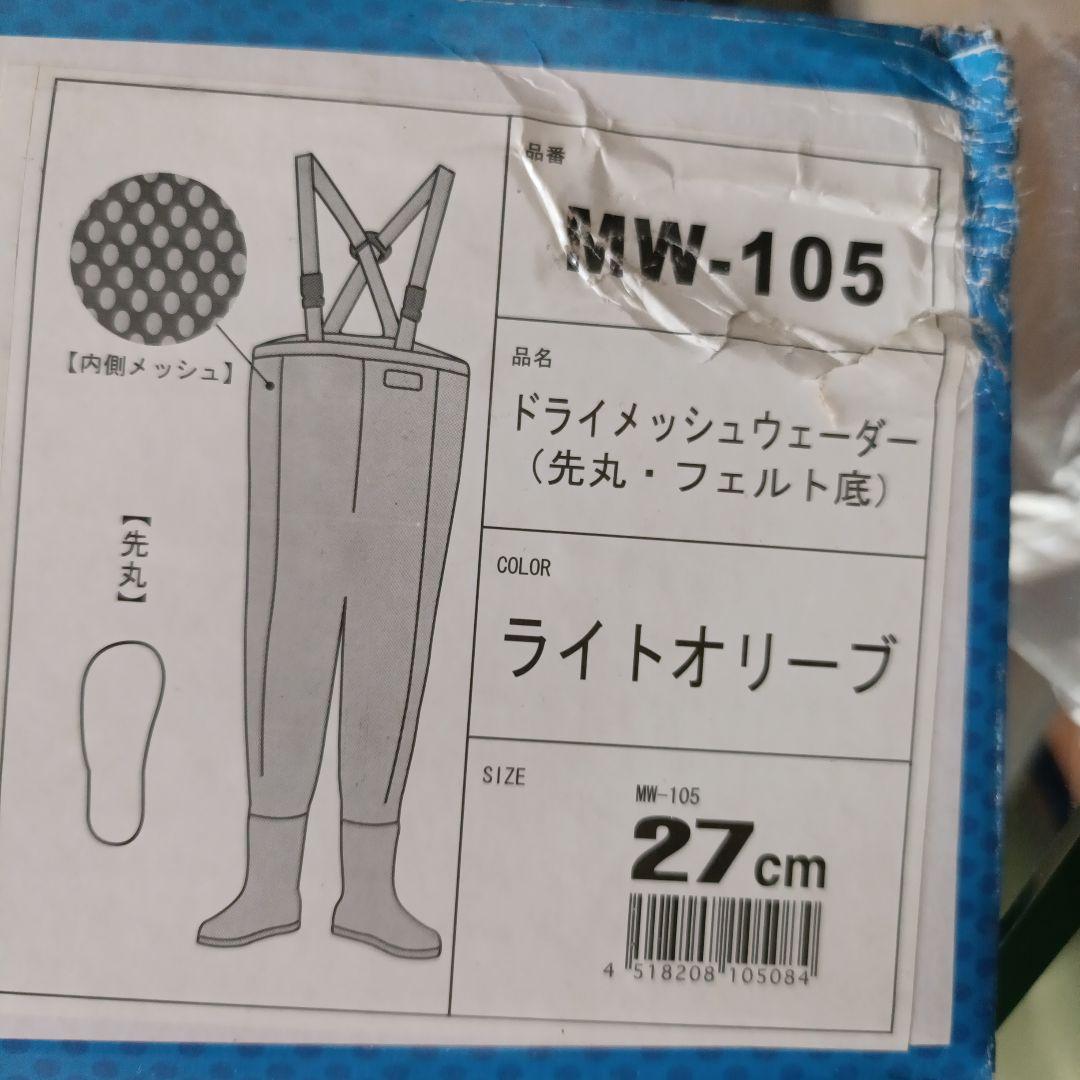 【内側メッシュ】
【先丸】
品番
MW-105
品名
ドライメッシュウェーダー
（先丸・フェルト底）
COLOR
ライトオリーブ
SIZE
MW-105
27cm
4 518208 105084